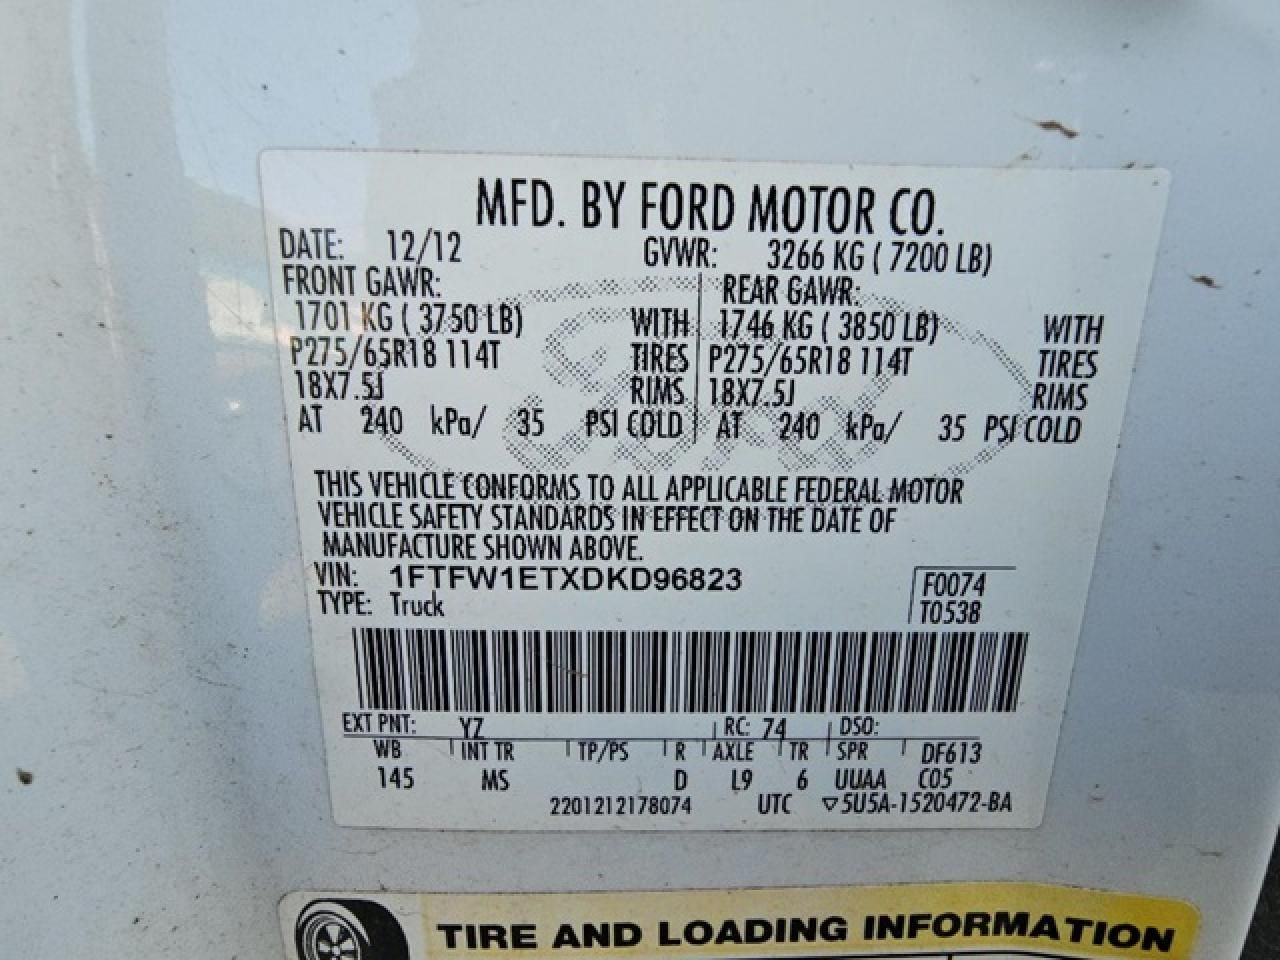 MFD. BY FORD MOTOR CO.
DATE: 12/12 GVWR: 3266 KG ( 7200 LB)
FRONT GAWR: REAR GAWR:
1701 KG ( 3750 LB) WITH 1746 KG ( 3850 LB) WITH
P275/65R18 114T TIRES P275/65R18 114T TIRES
18X7.5J RIMS 18X7.5J RIMS
AT 240 kPa/ 35 PSI COLD AT 240 kPa/ 35 PSI COLD
Ford
THIS VEHICLE CONFORMS TO ALL APPLICABLE FEDERAL MOTOR
VEHICLE SAFETY STANDARDS IN EFFECT ON THE DATE OF
MANUFACTURE SHOWN ABOVE.
VIN: 1FTFW1ETXDKD96823 F0074
TYPE: Truck T0538
EXT PNT: YZ RC: 74 DSO:
WB INT TR TP/PS R AXLE TR SPR DF613
145 MS D L9 6 UUAA C05
2201212178074 UTC ▽5U5A-1520472-BA
TIRE AND LOADING INFORMATION